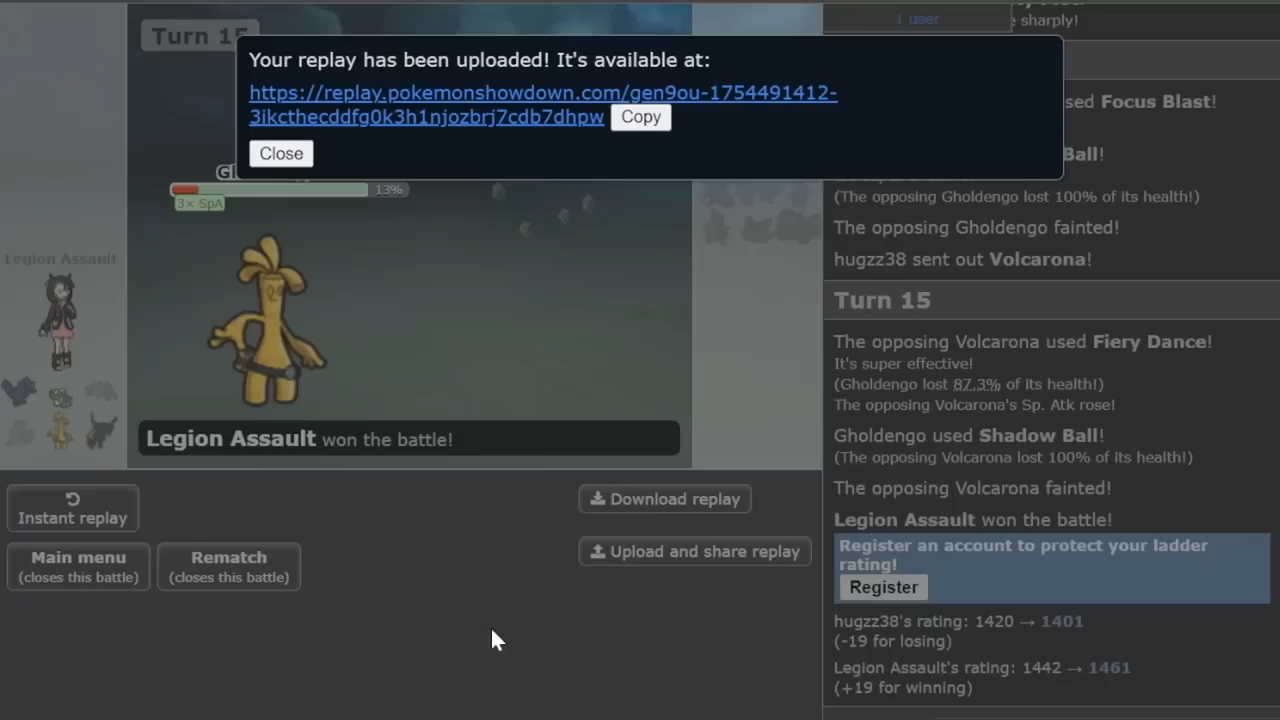 Turn 15
Your replay has been uploaded! It's available at:
https://replay.pokemonshowdown.com/gen9ou-1754491412-
3ikcthecddfg0k3h1njozbrj7cdb7dhpw Copy
Close
13%
3× SpA
Legion Assault
Legion Assault won the battle!
Instant replay
Download replay
Main menu
(closes this battle)
Rematch
(closes this battle)
Upload and share replay
1 user
sharply!
used Focus Blast!
Ball!
(The opposing Gholdengo lost 100% of its health!)
The opposing Gholdengo fainted!
hugzz38 sent out Volcarona!
Turn 15
The opposing Volcarona used Fiery Dance!
It's super effective!
(Gholdengo lost 87.3% of its health!)
The opposing Volcarona's Sp. Atk rose!
Gholdengo used Shadow Ball!
(The opposing Volcarona lost 100% of its health!)
The opposing Volcarona fainted!
Legion Assault won the battle!
Register an account to protect your ladder
rating!
Register
hugzz38's rating: 1420 → 1401
(-19 for losing)
Legion Assault's rating: 1442 → 1461
(+19 for winning)